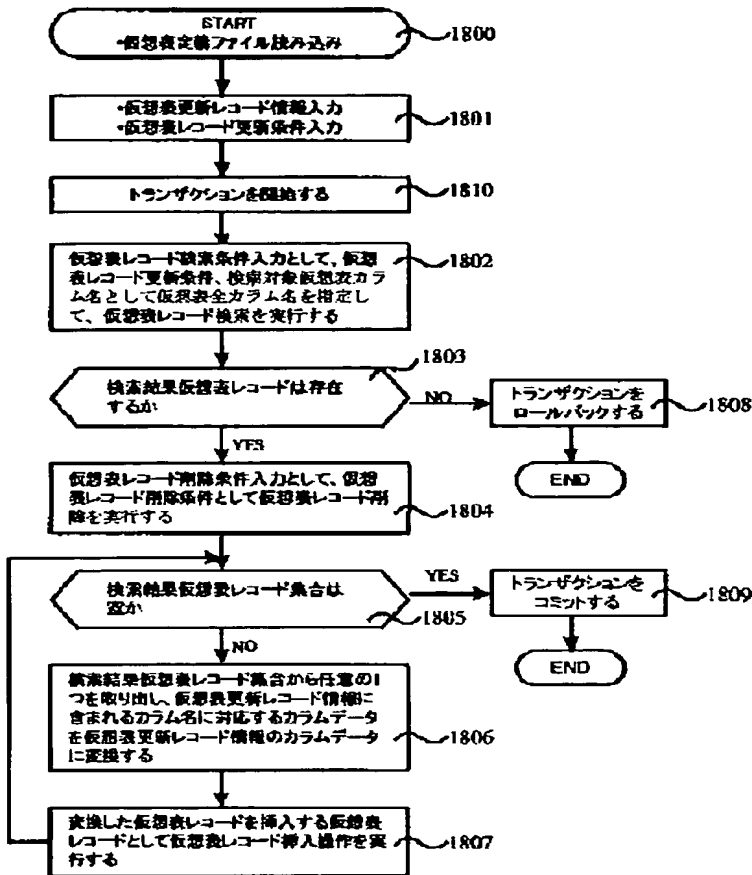 START
・仮想表定義ファイル読み込み
1800
・仮想表更新レコード情報入力
・仮想表レコード更新条件入力
1801
トランザクションを開始する
1810
仮想表レコード検索条件入力として、仮想
表レコード更新条件、検索対象仮想表カラ
ム名として仮想表全カラム名を指定し
て、仮想表レコード検索を実行する
1802
1803
検索結果仮想表レコードは存在
するか
NO
トランザクションを
ロールバックする
1808
END
YES
仮想表レコード削除条件入力として、仮想
表レコード削除条件として仮想表レコード削
除を実行する
1804
検索結果仮想表レコード集合は
空か
1805
YES
トランザクションを
コミットする
1809
END
NO
検索結果仮想表レコード集合から任意の1
つを取り出し、仮想表更新レコード情報に
含まれるカラム名に対応するカラムデータ
を仮想表更新レコード情報のカラムデータ
に変換する
1806
変換した仮想表レコードを挿入する仮想表
レコードとして仮想表レコード挿入操作を実
行する
1807